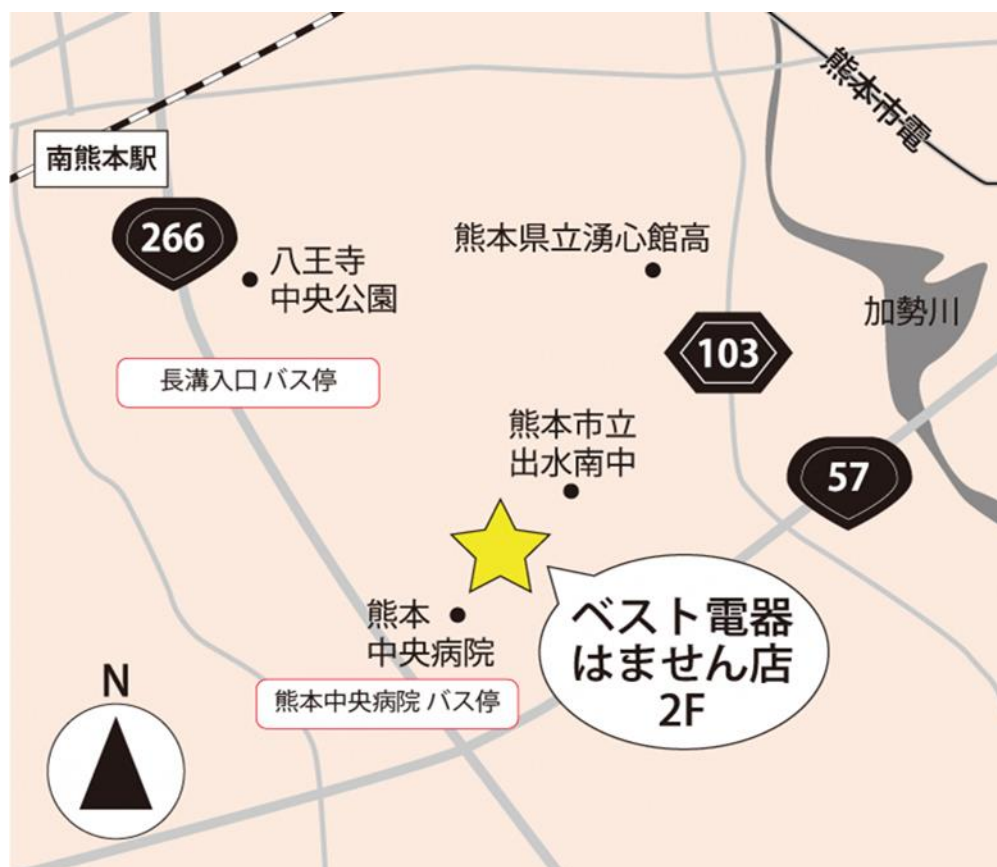 熊本市電
南熊本駅
266
八王寺
中央公園
熊本県立湧心館高
加勢川
103
長溝入口 バス停
熊本市立
出水南中
57
ベスト電器
はません店
2F
熊本
中央病院
熊本中央病院 バス停
N